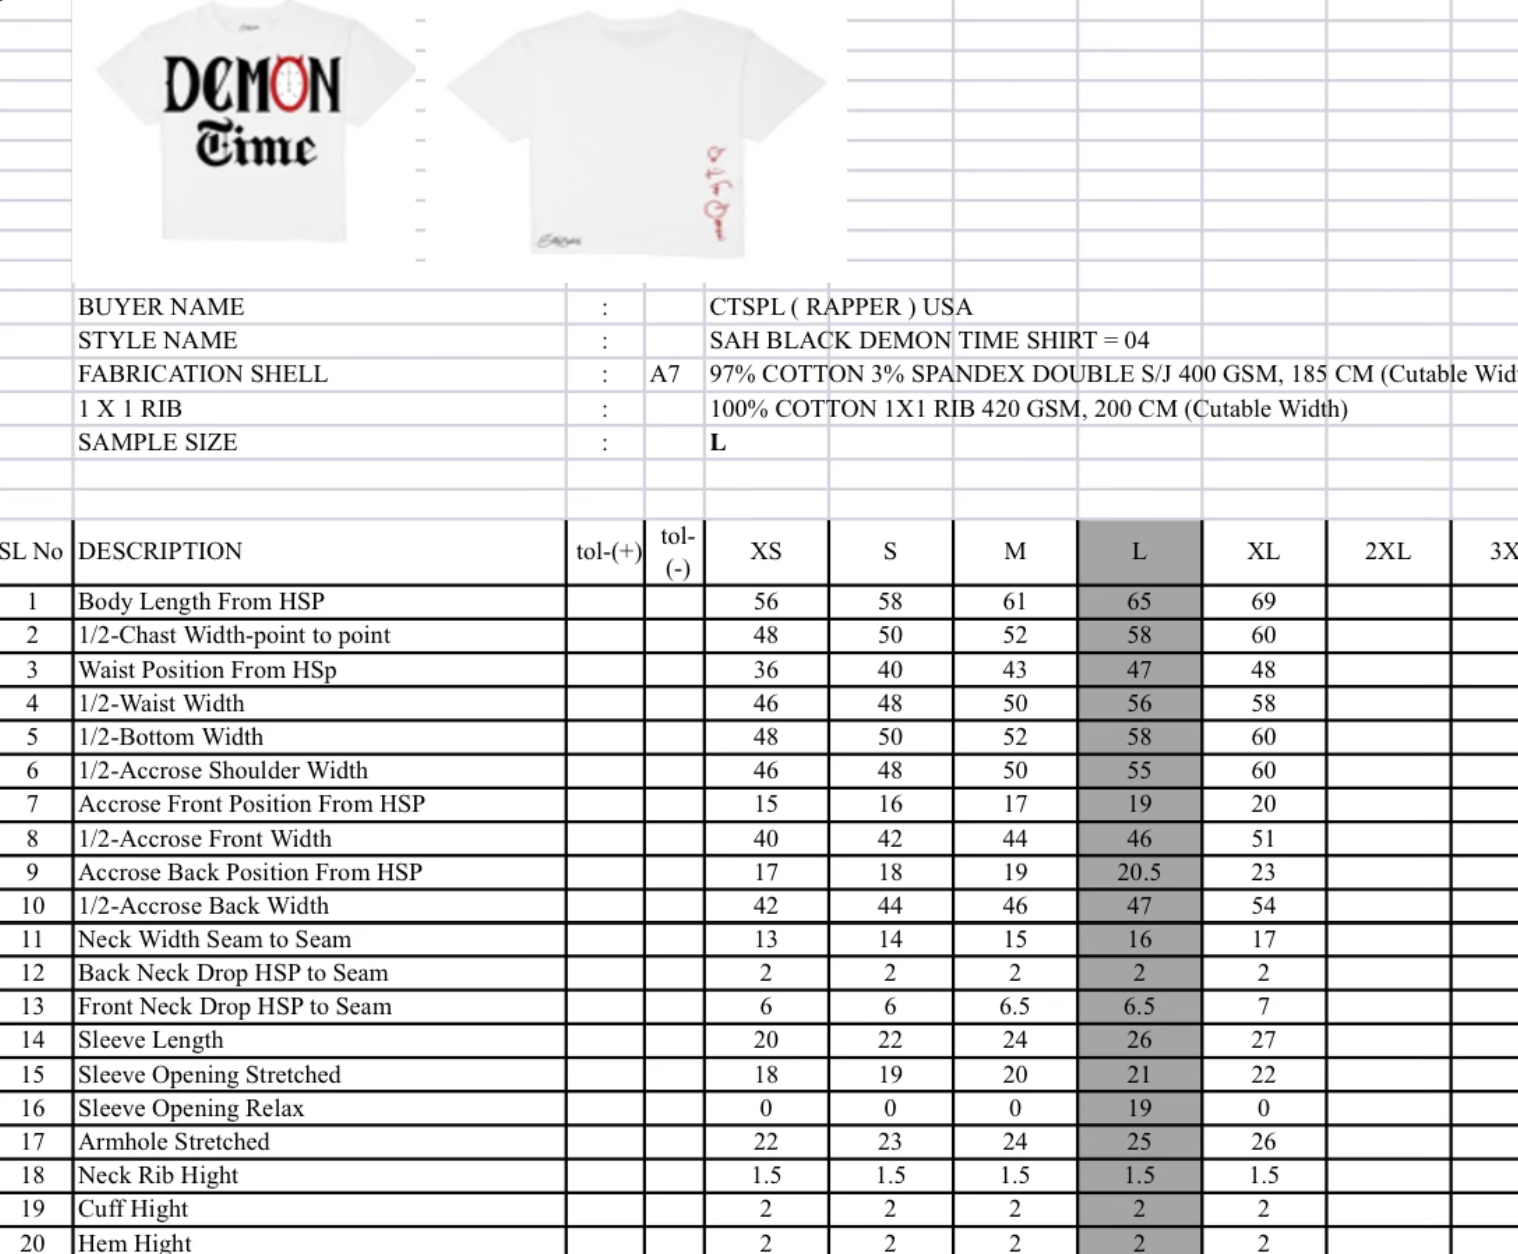 DEMON
Time
BUYER NAME : CTSPL ( RAPPER ) USA
STYLE NAME : SAH BLACK DEMON TIME SHIRT = 04
FABRICATION SHELL : A7 97% COTTON 3% SPANDEX DOUBLE S/J 400 GSM, 185 CM (Cutable
1 X 1 RIB : 100% COTTON 1X1 RIB 420 GSM, 200 CM (Cutable Width)
SAMPLE SIZE : L
SL No DESCRIPTION tol-(+) tol-(-) XS S M L XL 2XL 3X
1 Body Length From HSP 56 58 61 65 69
2 1/2-Chast Width-point to point 48 50 52 58 60
3 Waist Position From HSp 36 40 43 47 48
4 1/2-Waist Width 46 48 50 56 58
5 1/2-Bottom Width 48 50 52 58 60
6 1/2-Accrose Shoulder Width 46 48 50 55 60
7 Accrose Front Position From HSP 15 16 17 19 20
8 1/2-Accrose Front Width 40 42 44 46 51
9 Accrose Back Position From HSP 17 18 19 20.5 23
10 1/2-Accrose Back Width 42 44 46 47 54
11 Neck Width Seam to Seam 13 14 15 16 17
12 Back Neck Drop HSP to Seam 2 2 2 2 2
13 Front Neck Drop HSP to Seam 6 6 6.5 6.5 7
14 Sleeve Length 20 22 24 26 27
15 Sleeve Opening Stretched 18 19 20 21 22
16 Sleeve Opening Relax 0 0 0 19 0
17 Armhole Stretched 22 23 24 25 26
18 Neck Rib Hight 1.5 1.5 1.5 1.5 1.5
19 Cuff Hight 2 2 2 2 2
20 Hem Hight 2 2 2 2 2